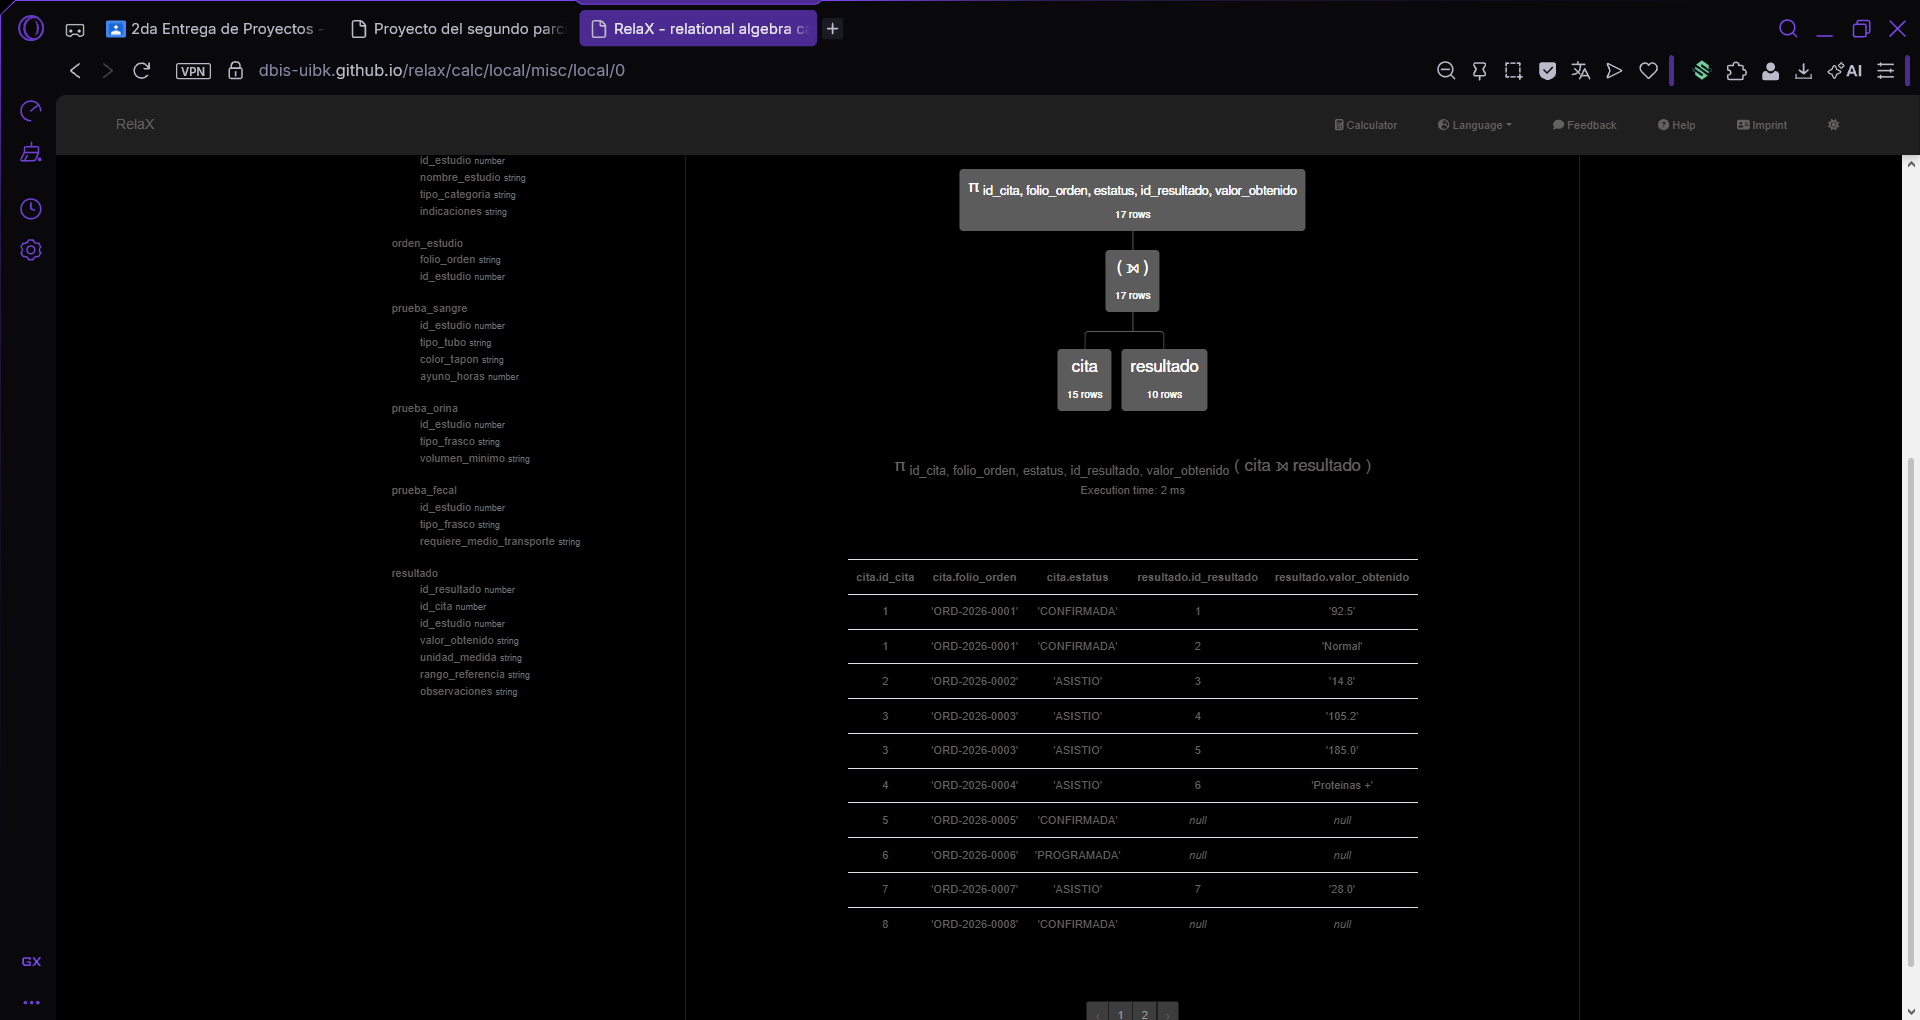 2da Entrega de Proyectos -
Proyecto del segundo parc
RelaX - relational algebra c
VPN
dbis-uibk.github.io/relax/calc/local/misc/local/0
AI
RelaX
Calculator
Language
Feedback
Help
Imprint
id_estudio number
nombre_estudio string
tipo_categoria string
indicaciones string
orden_estudio
folio_orden string
id_estudio number
prueba_sangre
id_estudio number
tipo_tubo string
color_tapon string
ayuno_horas number
prueba_orina
id_estudio number
tipo_frasco string
volumen_minimo string
prueba_fecal
id_estudio number
tipo_frasco string
requiere_medio_transporte string
resultado
id_resultado number
id_cita number
id_estudio number
valor_obtenido string
unidad_medida string
rango_referencia string
observaciones string
π id_cita, folio_orden, estatus, id_resultado, valor_obtenido
17 rows
( ⟕ )
17 rows
cita
15 rows
resultado
10 rows
π id_cita, folio_orden, estatus, id_resultado, valor_obtenido ( cita ⟕ resultado )
Execution time: 2 ms
cita.id_cita cita.folio_orden cita.estatus resultado.id_resultado resultado.valor_obtenido
1 'ORD-2026-0001' 'CONFIRMADA' 1 '92.5'
1 'ORD-2026-0001' 'CONFIRMADA' 2 'Normal'
2 'ORD-2026-0002' 'ASISTIO' 3 '14.8'
3 'ORD-2026-0003' 'ASISTIO' 4 '105.2'
3 'ORD-2026-0003' 'ASISTIO' 5 '185.0'
4 'ORD-2026-0004' 'ASISTIO' 6 'Proteinas +'
5 'ORD-2026-0005' 'CONFIRMADA' null null
6 'ORD-2026-0006' 'PROGRAMADA' null null
7 'ORD-2026-0007' 'ASISTIO' 7 '28.0'
8 'ORD-2026-0008' 'CONFIRMADA' null null
‹ 1 2 ›
GX